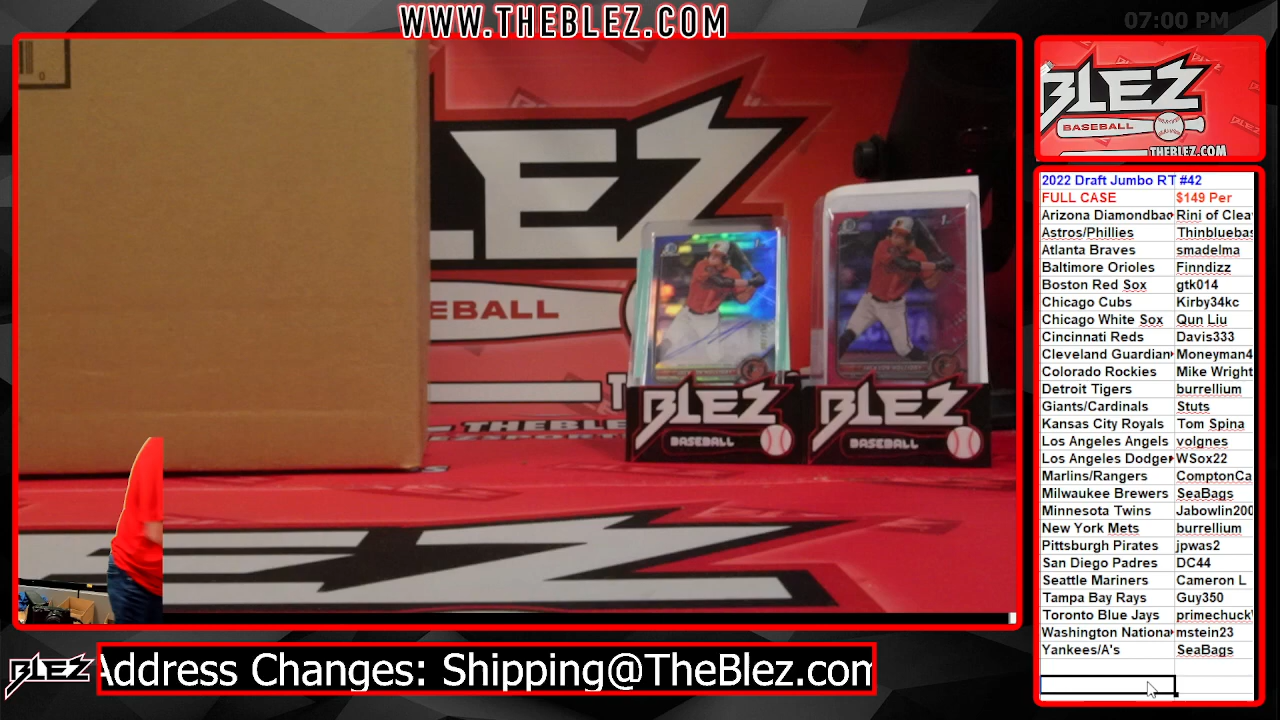 WWW.THEBLEZ.COM
07:00 PM
BLEZ
BASEBALL
THEBLEZ.COM
LEZ
EBALL
BLEZ
BASEBALL
BLEZ
BASEBALL
2022 Draft Jumbo RT #42
FULL CASE $149 Per
Arizona Diamondbac Rini of Clea
Astros/Phillies Thinblueba
Atlanta Braves smadelma
Baltimore Orioles Finndizz
Boston Red Sox gtk014
Chicago Cubs Kirby34kc
Chicago White Sox Qun Liu
Cincinnati Reds Davis333
Cleveland Guardian Moneyman4
Colorado Rockies Mike Wright
Detroit Tigers burrellium
Giants/Cardinals Stuts
Kansas City Royals Tom Spina
Los Angeles Angels volgnes
Los Angeles Dodger WSox22
Marlins/Rangers ComptonCa
Milwaukee Brewers SeaBags
Minnesota Twins Jabowlin200
New York Mets burrellium
Pittsburgh Pirates jpwas2
San Diego Padres DC44
Seattle Mariners Cameron L
Tampa Bay Rays Guy350
Toronto Blue Jays primechuck
Washington Nationa mstein23
Yankees/A's SeaBags
BLEZ
Address Changes: Shipping@TheBlez.com